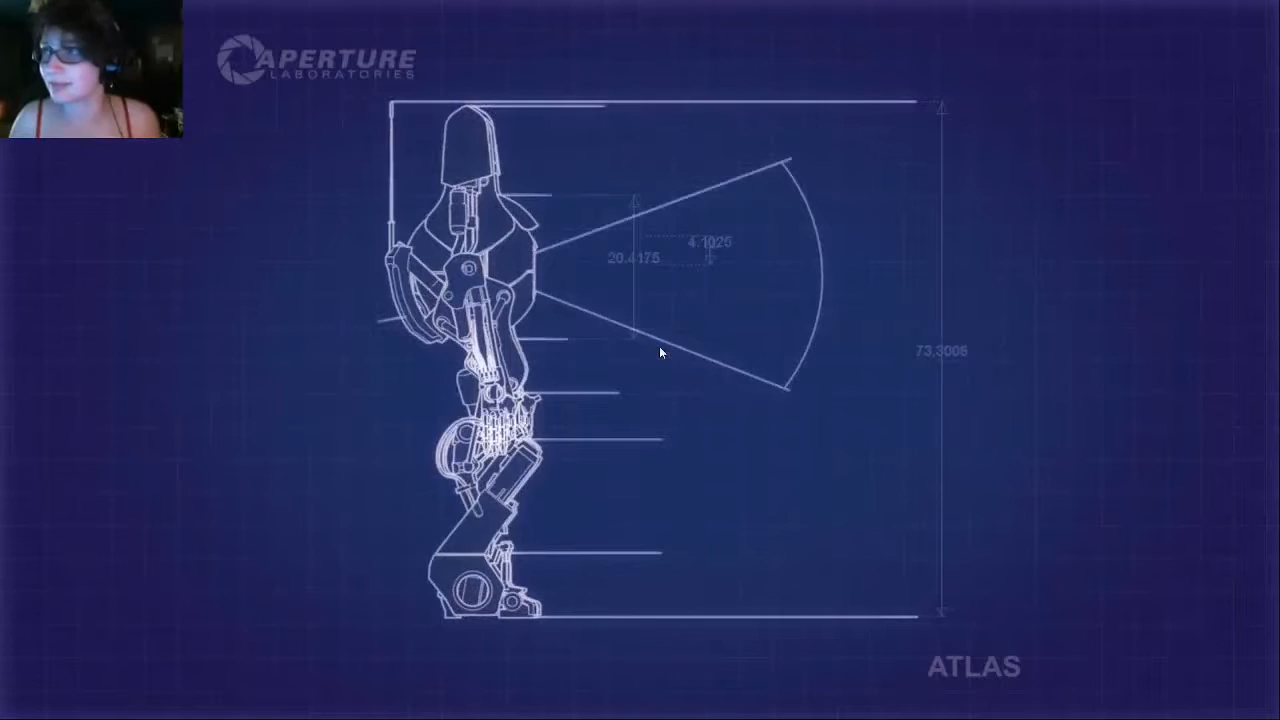 APERTURE
LABORATORIES
4.1025
20.4175
73.3006
ATLAS